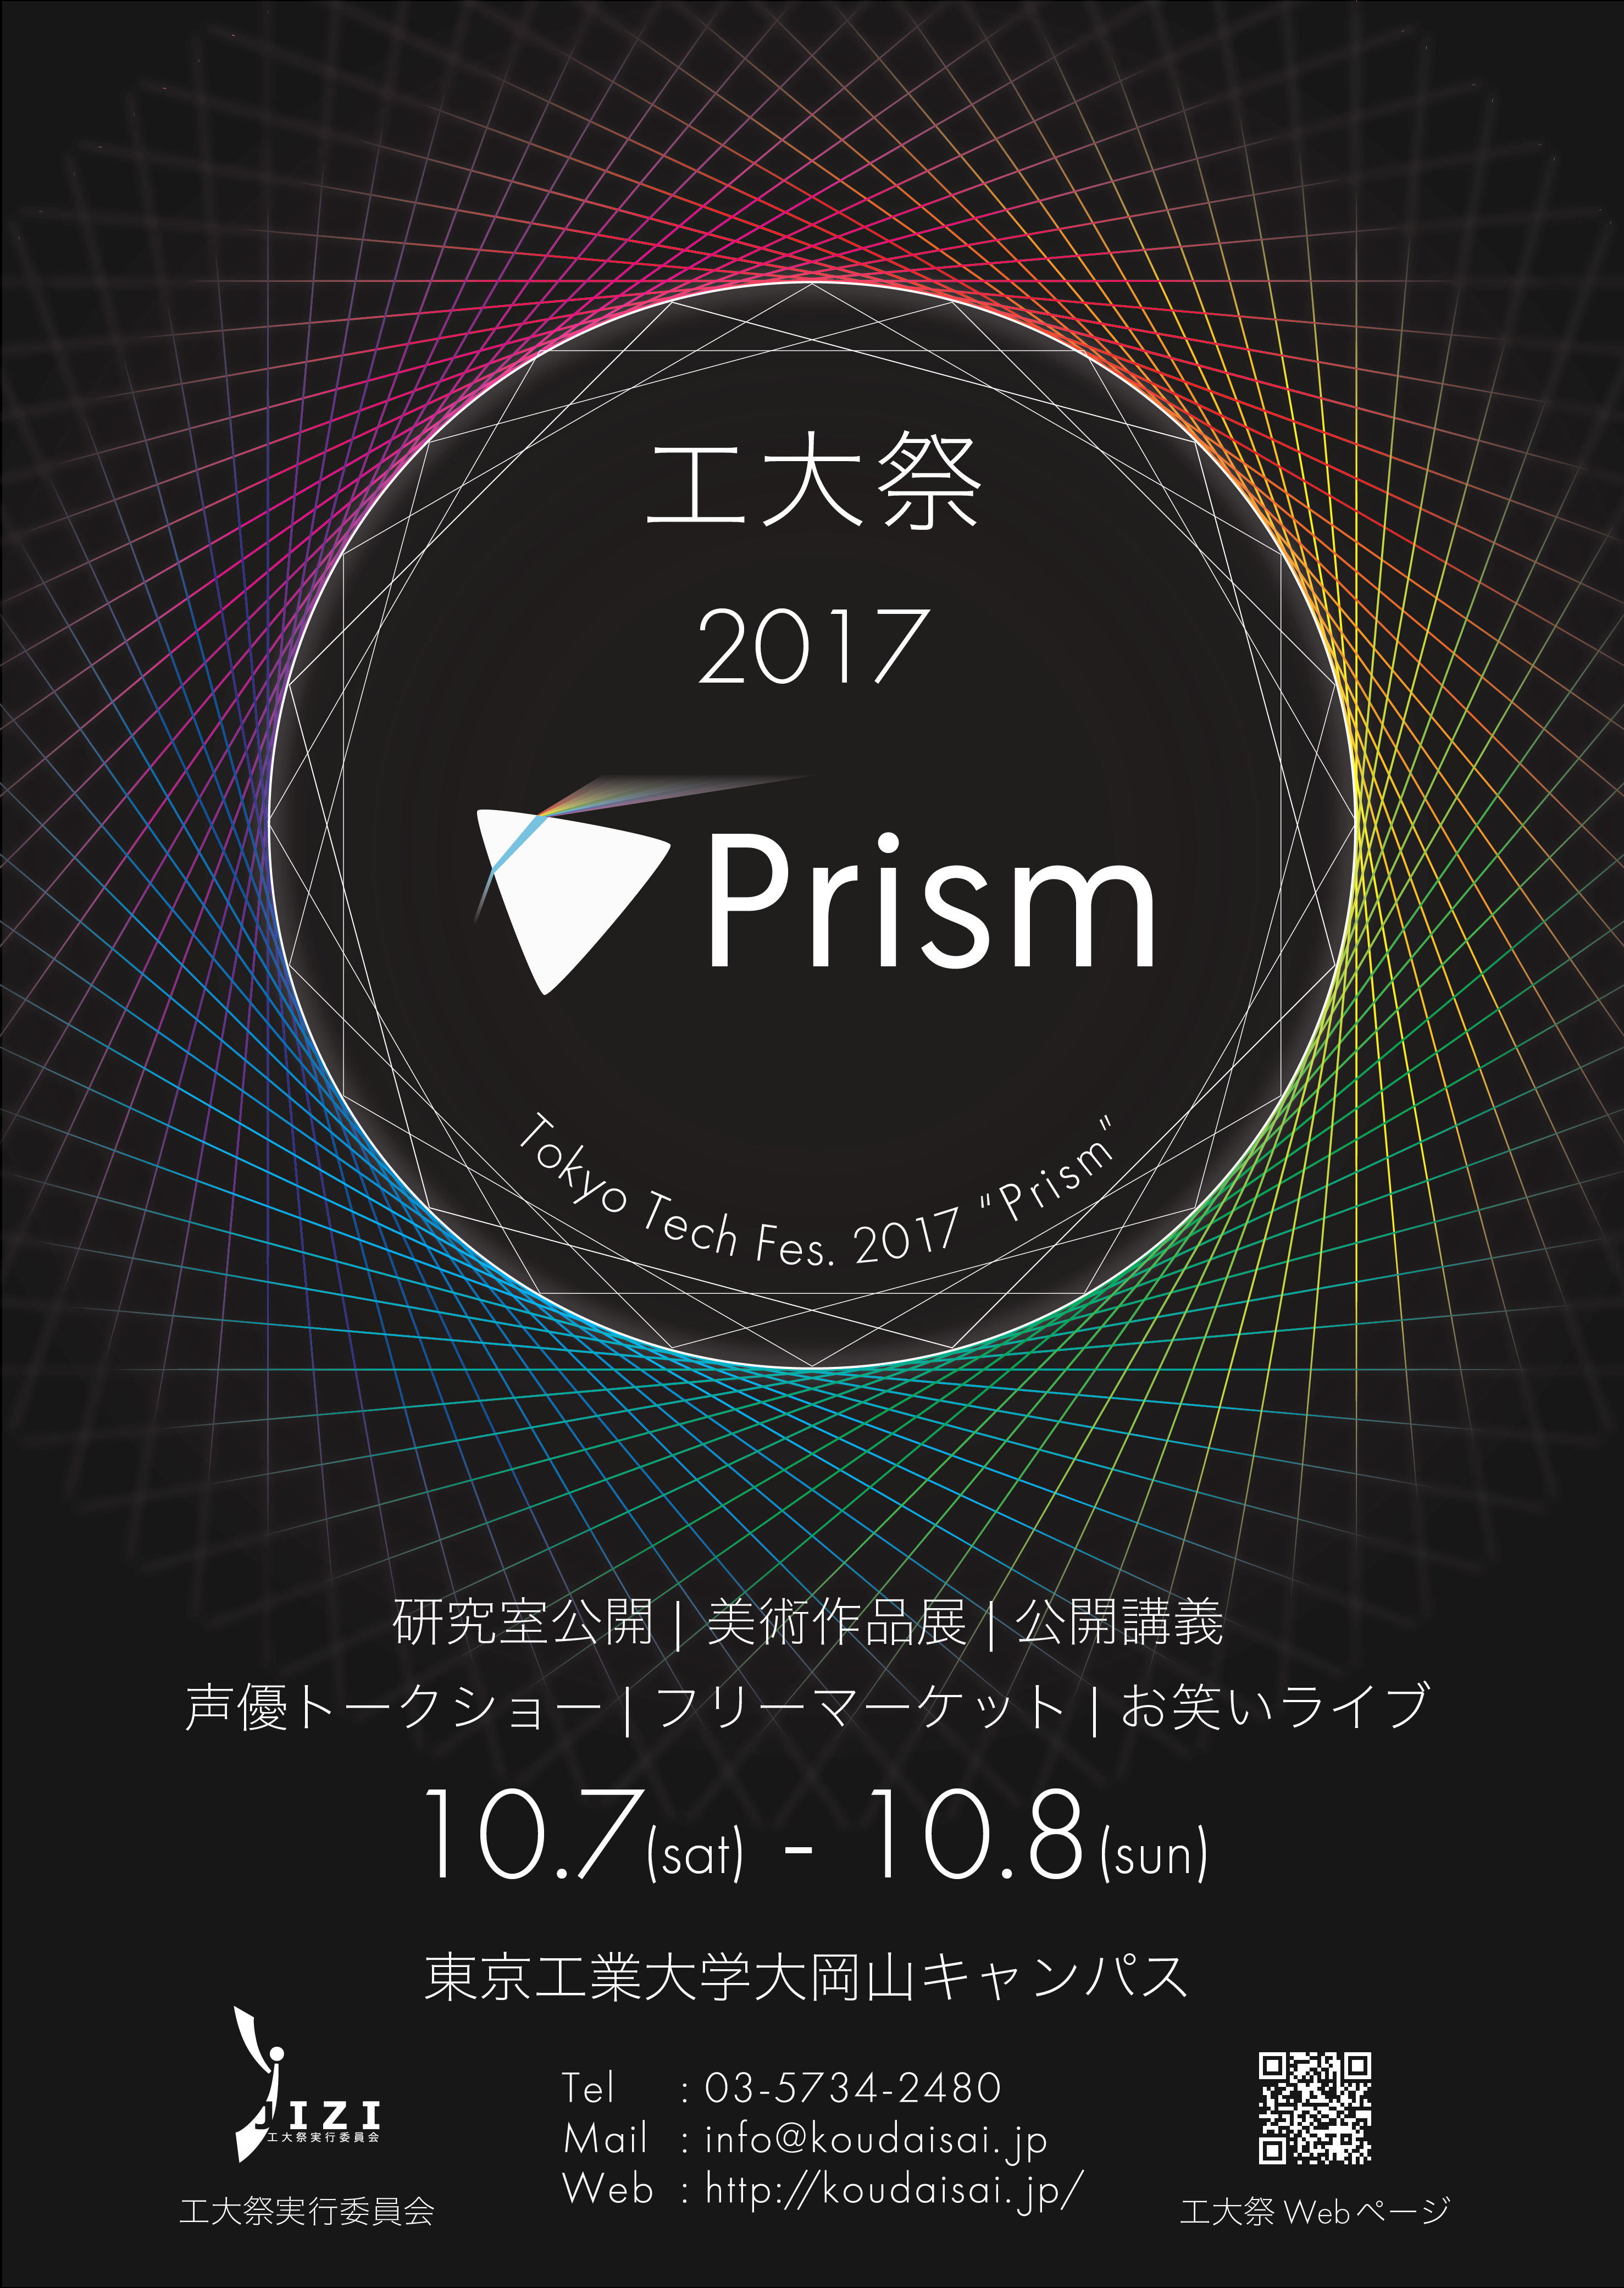 工大祭
2017
Prism
Tokyo Tech Fes. 2017 “Prism”
研究室公開 | 美術作品展 | 公開講義
声優トークショー | フリーマーケット | お笑いライブ
10.7(sat) - 10.8(sun)
東京工業大学大岡山キャンパス
JIZI
工大祭実行委員会
工大祭実行委員会
Tel : 03-5734-2480
Mail : info@koudaisai.jp
Web : http://koudaisai.jp/
工大祭 Webページ